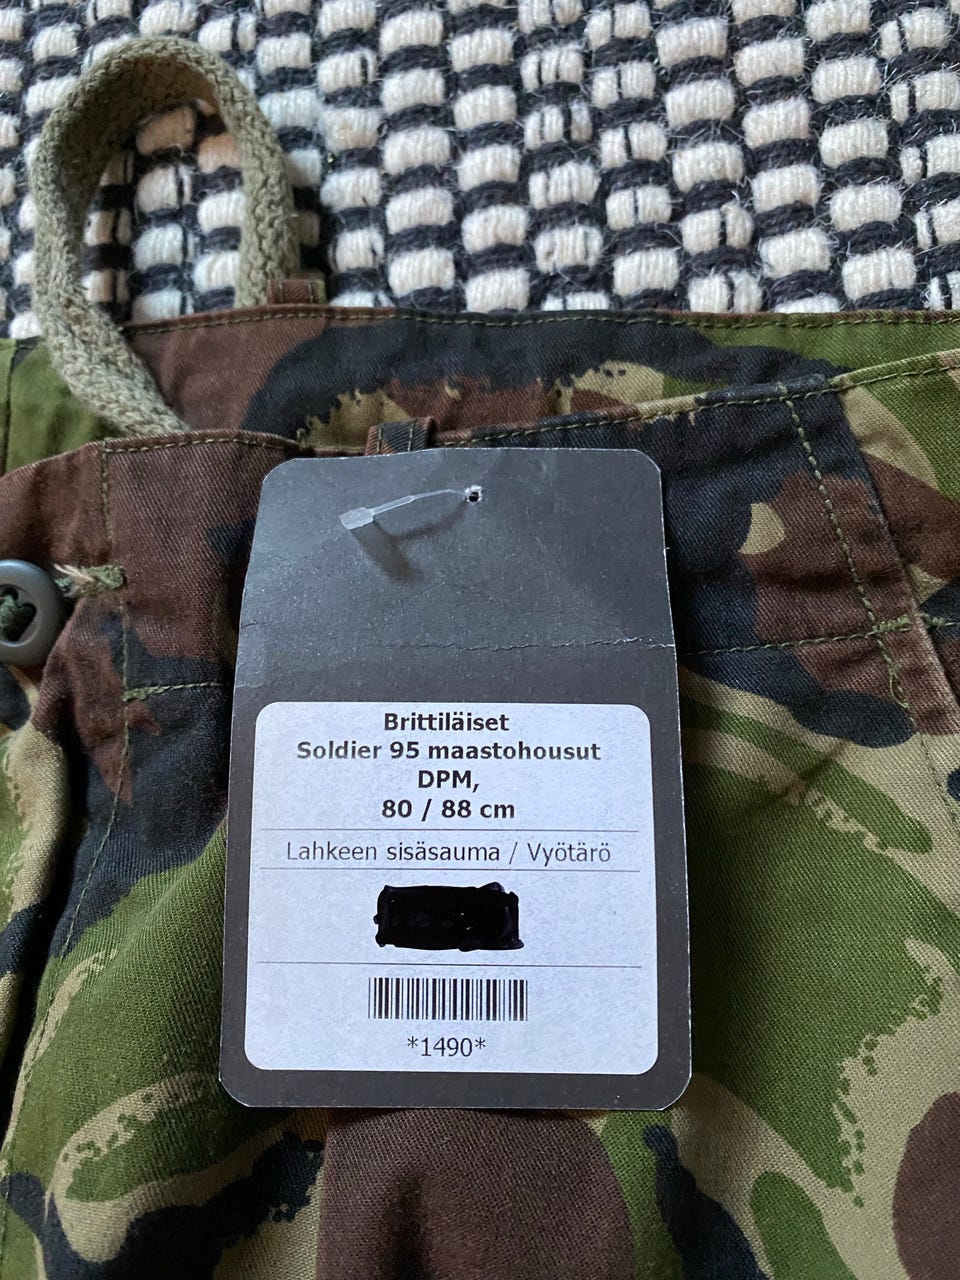 Brittiläiset
Soldier 95 maastohousut
DPM,
80 / 88 cm
Lahkeen sisäsauma / Vyötärö
*1490*